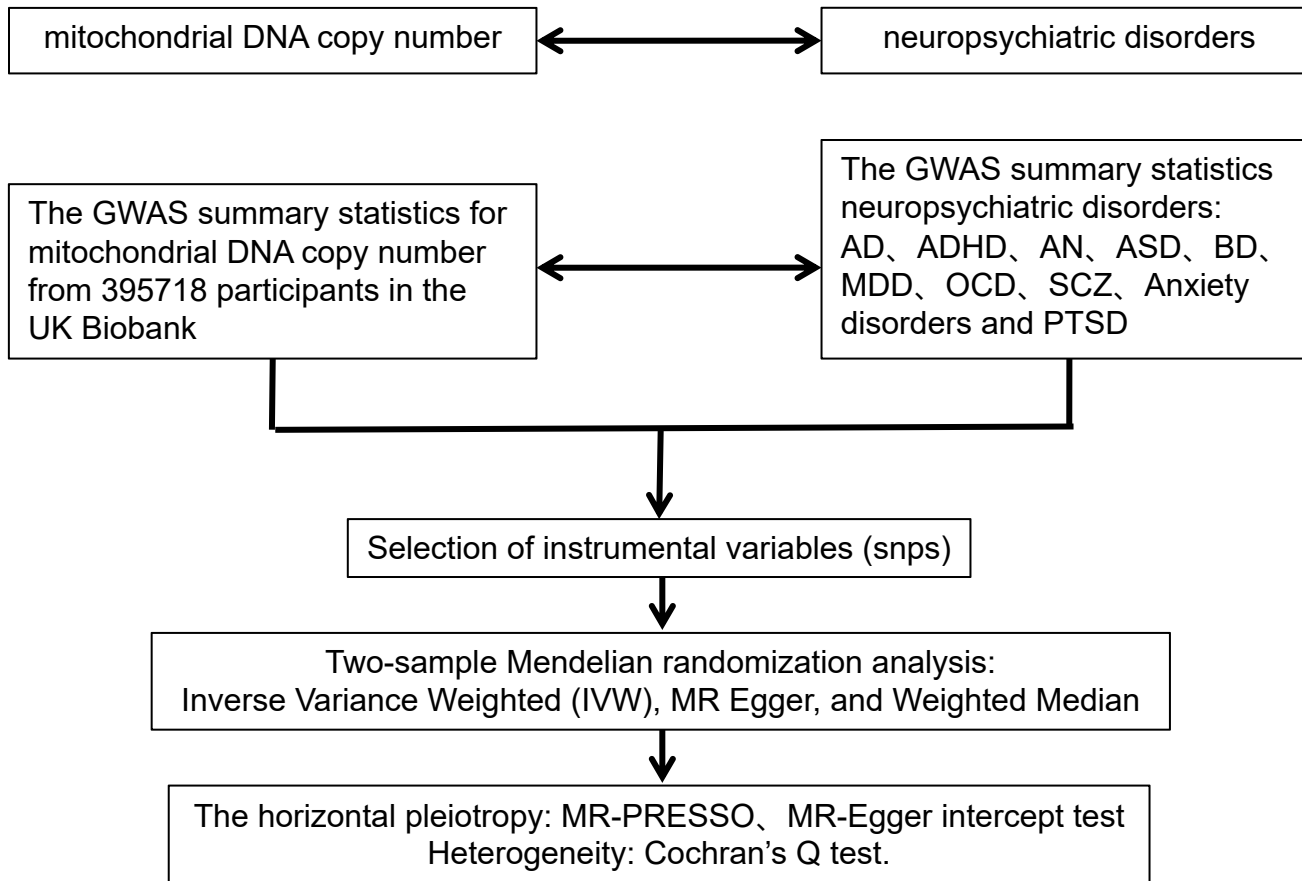 mitochondrial DNA copy number
neuropsychiatric disorders
The GWAS summary statistics for
mitochondrial DNA copy number
from 395718 participants in the
UK Biobank
The GWAS summary statistics
neuropsychiatric disorders:
AD、ADHD、AN、ASD、BD、
MDD、OCD、SCZ、Anxiety
disorders and PTSD
Selection of instrumental variables (snps)
Two-sample Mendelian randomization analysis:
Inverse Variance Weighted (IVW), MR Egger, and Weighted Median
The horizontal pleiotropy: MR-PRESSO、MR-Egger intercept test
Heterogeneity: Cochran’s Q test.